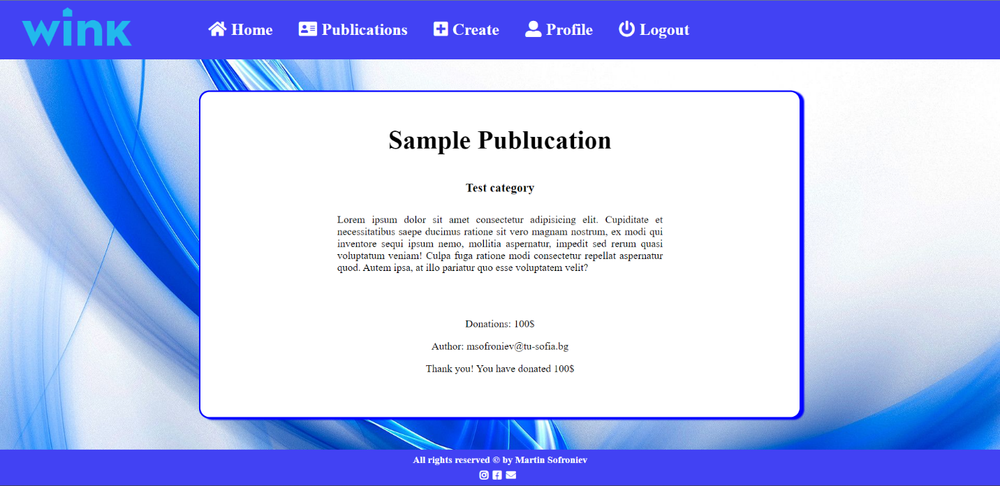 wink
Home Publications Create Profile Logout
Sample Publucation
Test category
Lorem ipsum dolor sit amet consectetur adipisicing elit. Cupiditate et
necessitatibus saepe ducimus ratione sit vero magnam nostrum, ex modi qui
inventore sequi ipsum nemo, mollitia aspernatur, impedit sed rerum quasi
voluptatum veniam! Culpa fuga ratione modi consectetur repellat aspernatur
quod. Autem ipsa, at illo pariatur quo esse voluptatem velit?
Donations: 100$
Author: msofroniev@tu-sofia.bg
Thank you! You have donated 100$
All rights reserved © by Martin Sofroniev